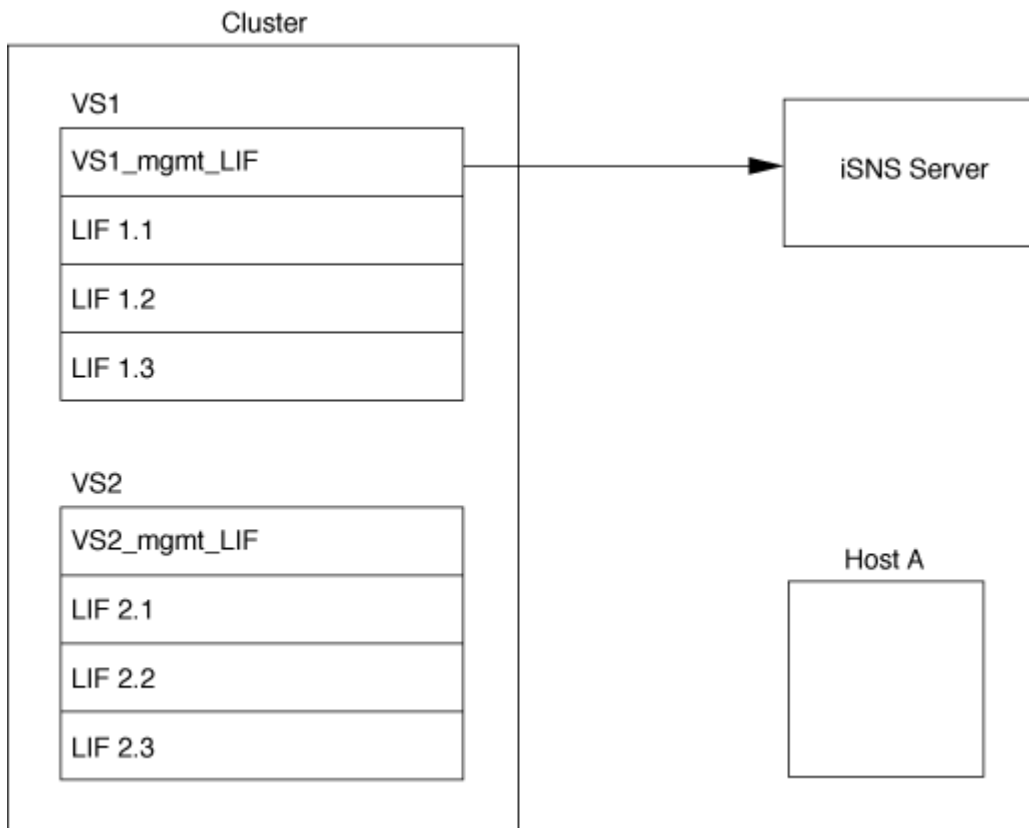 Cluster
VS1
VS1_mgmt_LIF
LIF 1.1
LIF 1.2
LIF 1.3
iSNS Server
VS2
VS2_mgmt_LIF
LIF 2.1
LIF 2.2
LIF 2.3
Host A